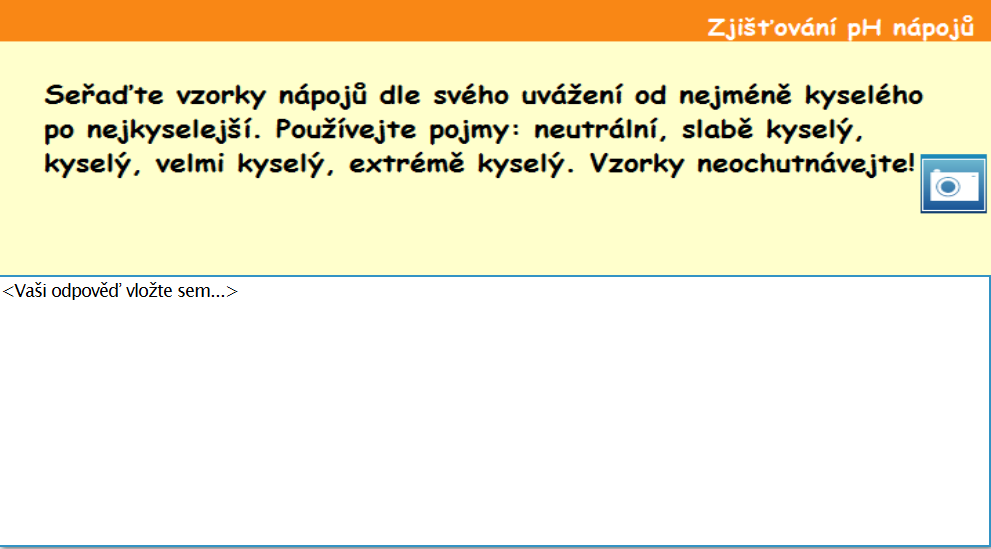 Zjišťování pH nápojů
Seřaďte vzorky nápojů dle svého uvážení od nejméně kyselého
po nejkyselejší. Používejte pojmy: neutrální, slabě kyselý,
kyselý, velmi kyselý, extrémě kyselý. Vzorky neochutnávejte!
<Vaši odpověď vložte sem...>